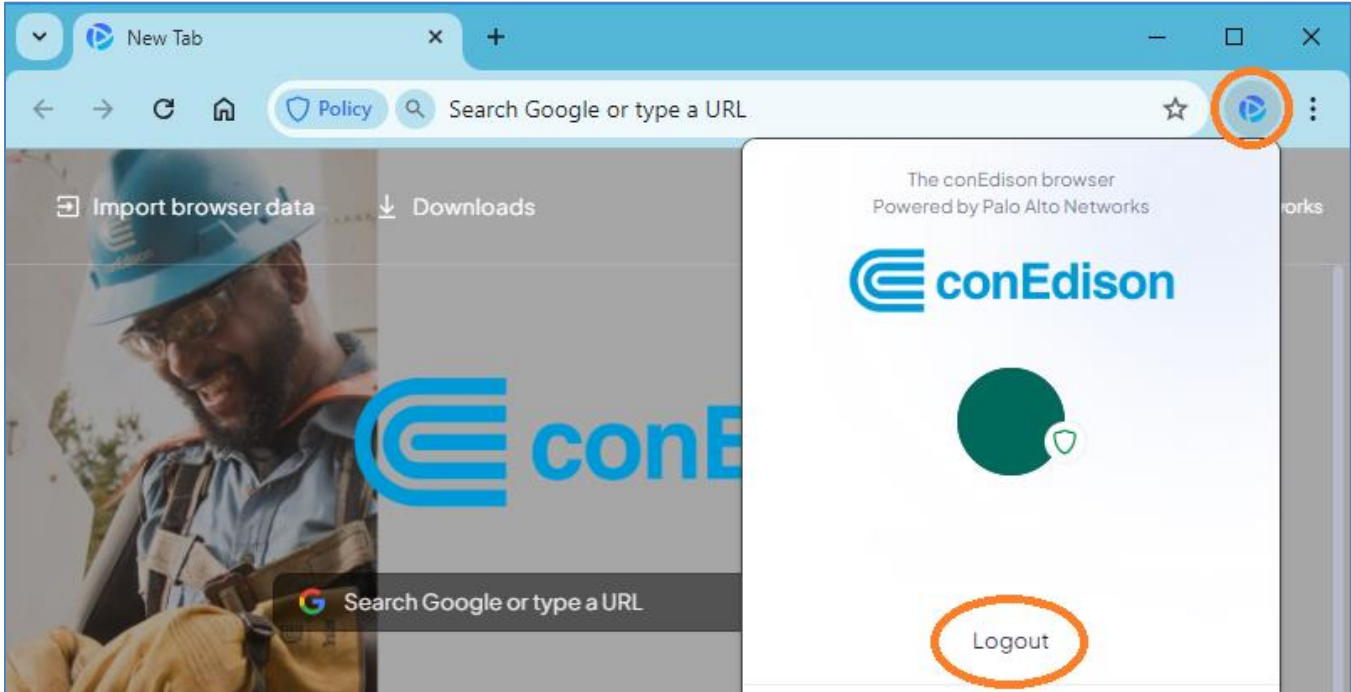 New Tab
Policy
Search Google or type a URL
The conEdison browser
Powered by Palo Alto Networks
Import browser data
Downloads
orks
conEdison
conE
Search Google or type a URL
Logout